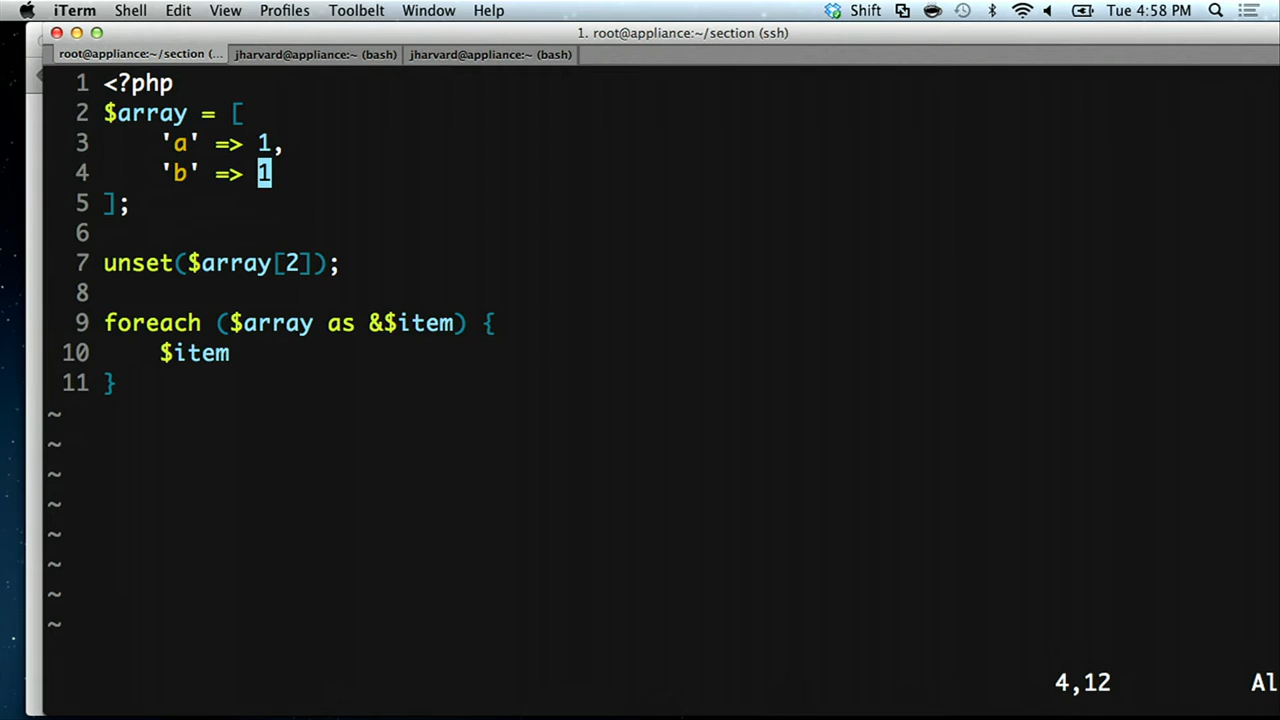 iTerm Shell Edit View Profiles Toolbelt Window Help Shift Tue 4:58 PM
1. root@appliance:~/section (ssh)
root@appliance:~/section (... jharvard@appliance:~ (bash) jharvard@appliance:~ (bash)
1 <?php
2 $array = [
3 'a' => 1,
4 'b' => 1
5 ];
6
7 unset($array[2]);
8
9 foreach ($array as &$item) {
10 $item
11 }
~
~
~
~
~
~
~
~
4,12 Al